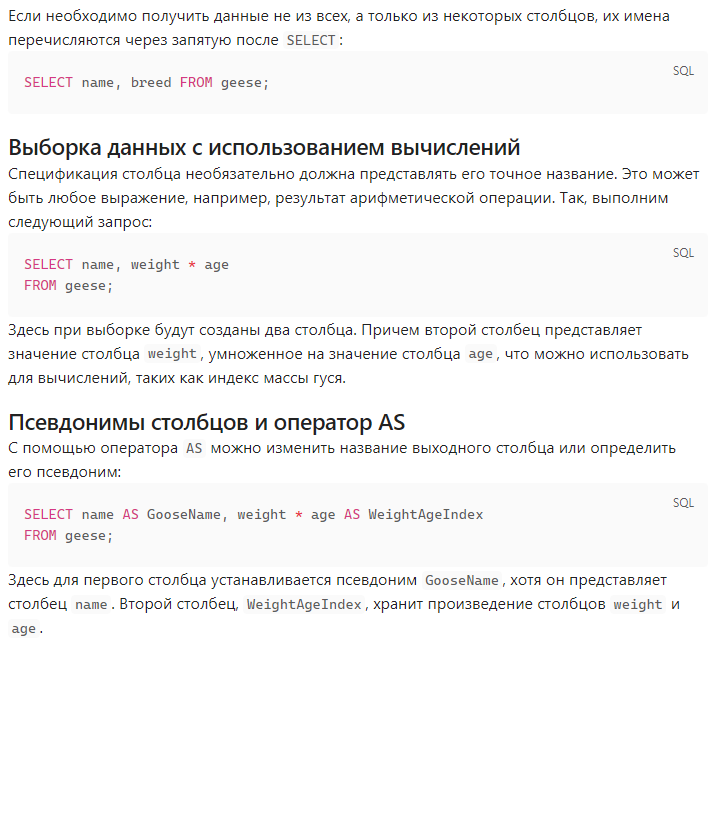 Если необходимо получить данные не из всех, а только из некоторых столбцов, их имена
перечисляются через запятую после SELECT:
SQL
SELECT name, breed FROM geese;
Выборка данных с использованием вычислений
Спецификация столбца необязательно должна представлять его точное название. Это может
быть любое выражение, например, результат арифметической операции. Так, выполним
следующий запрос:
SQL
SELECT name, weight * age
FROM geese;
Здесь при выборке будут созданы два столбца. Причем второй столбец представляет
значение столбца weight, умноженное на значение столбца age, что можно использовать
для вычислений, таких как индекс массы гуся.
Псевдонимы столбцов и оператор AS
С помощью оператора AS можно изменить название выходного столбца или определить
его псевдоним:
SQL
SELECT name AS GooseName, weight * age AS WeightAgeIndex
FROM geese;
Здесь для первого столбца устанавливается псевдоним GooseName, хотя он представляет
столбец name. Второй столбец, WeightAgeIndex, хранит произведение столбцов weight и
age.